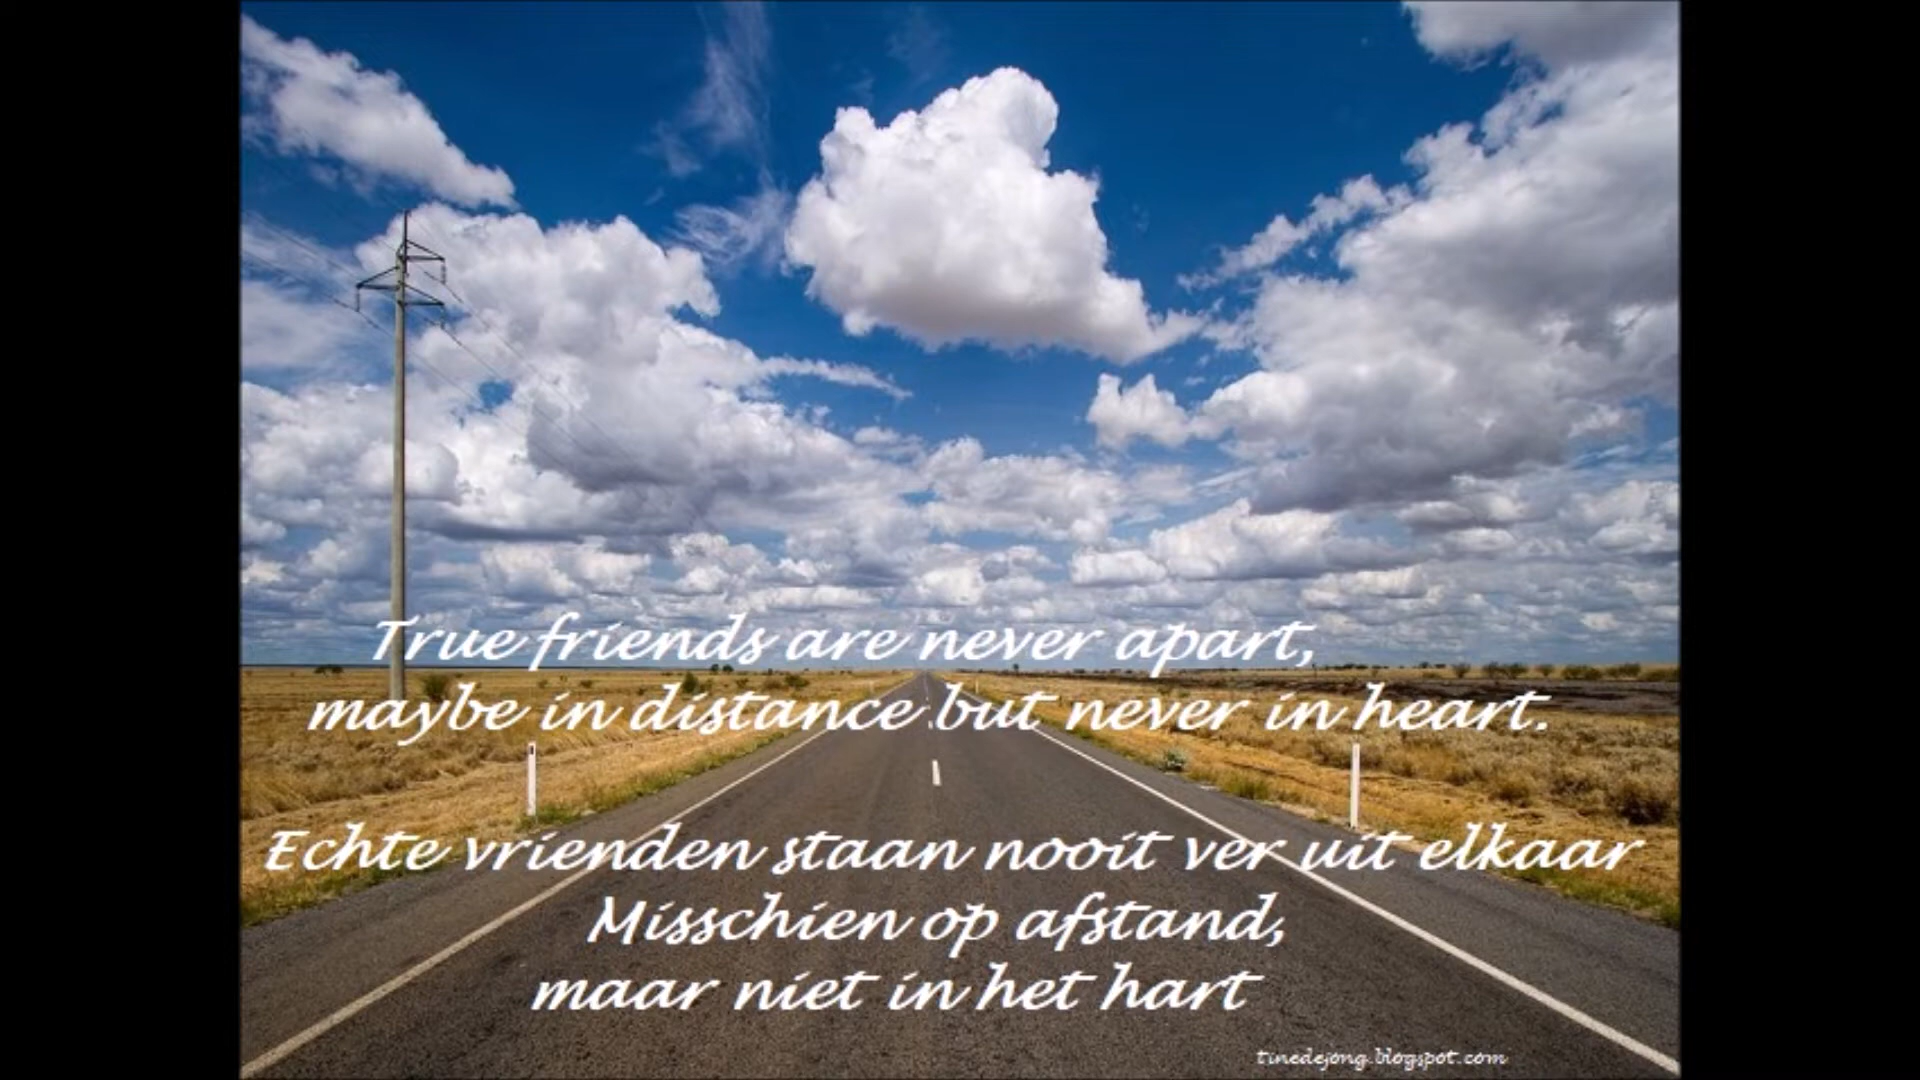 True friends are never apart,
maybe in distance but never in heart.
Echte vrienden staan nooit ver uit elkaar
Misschien op afstand,
maar niet in het hart
tinedejong.blogspot.com